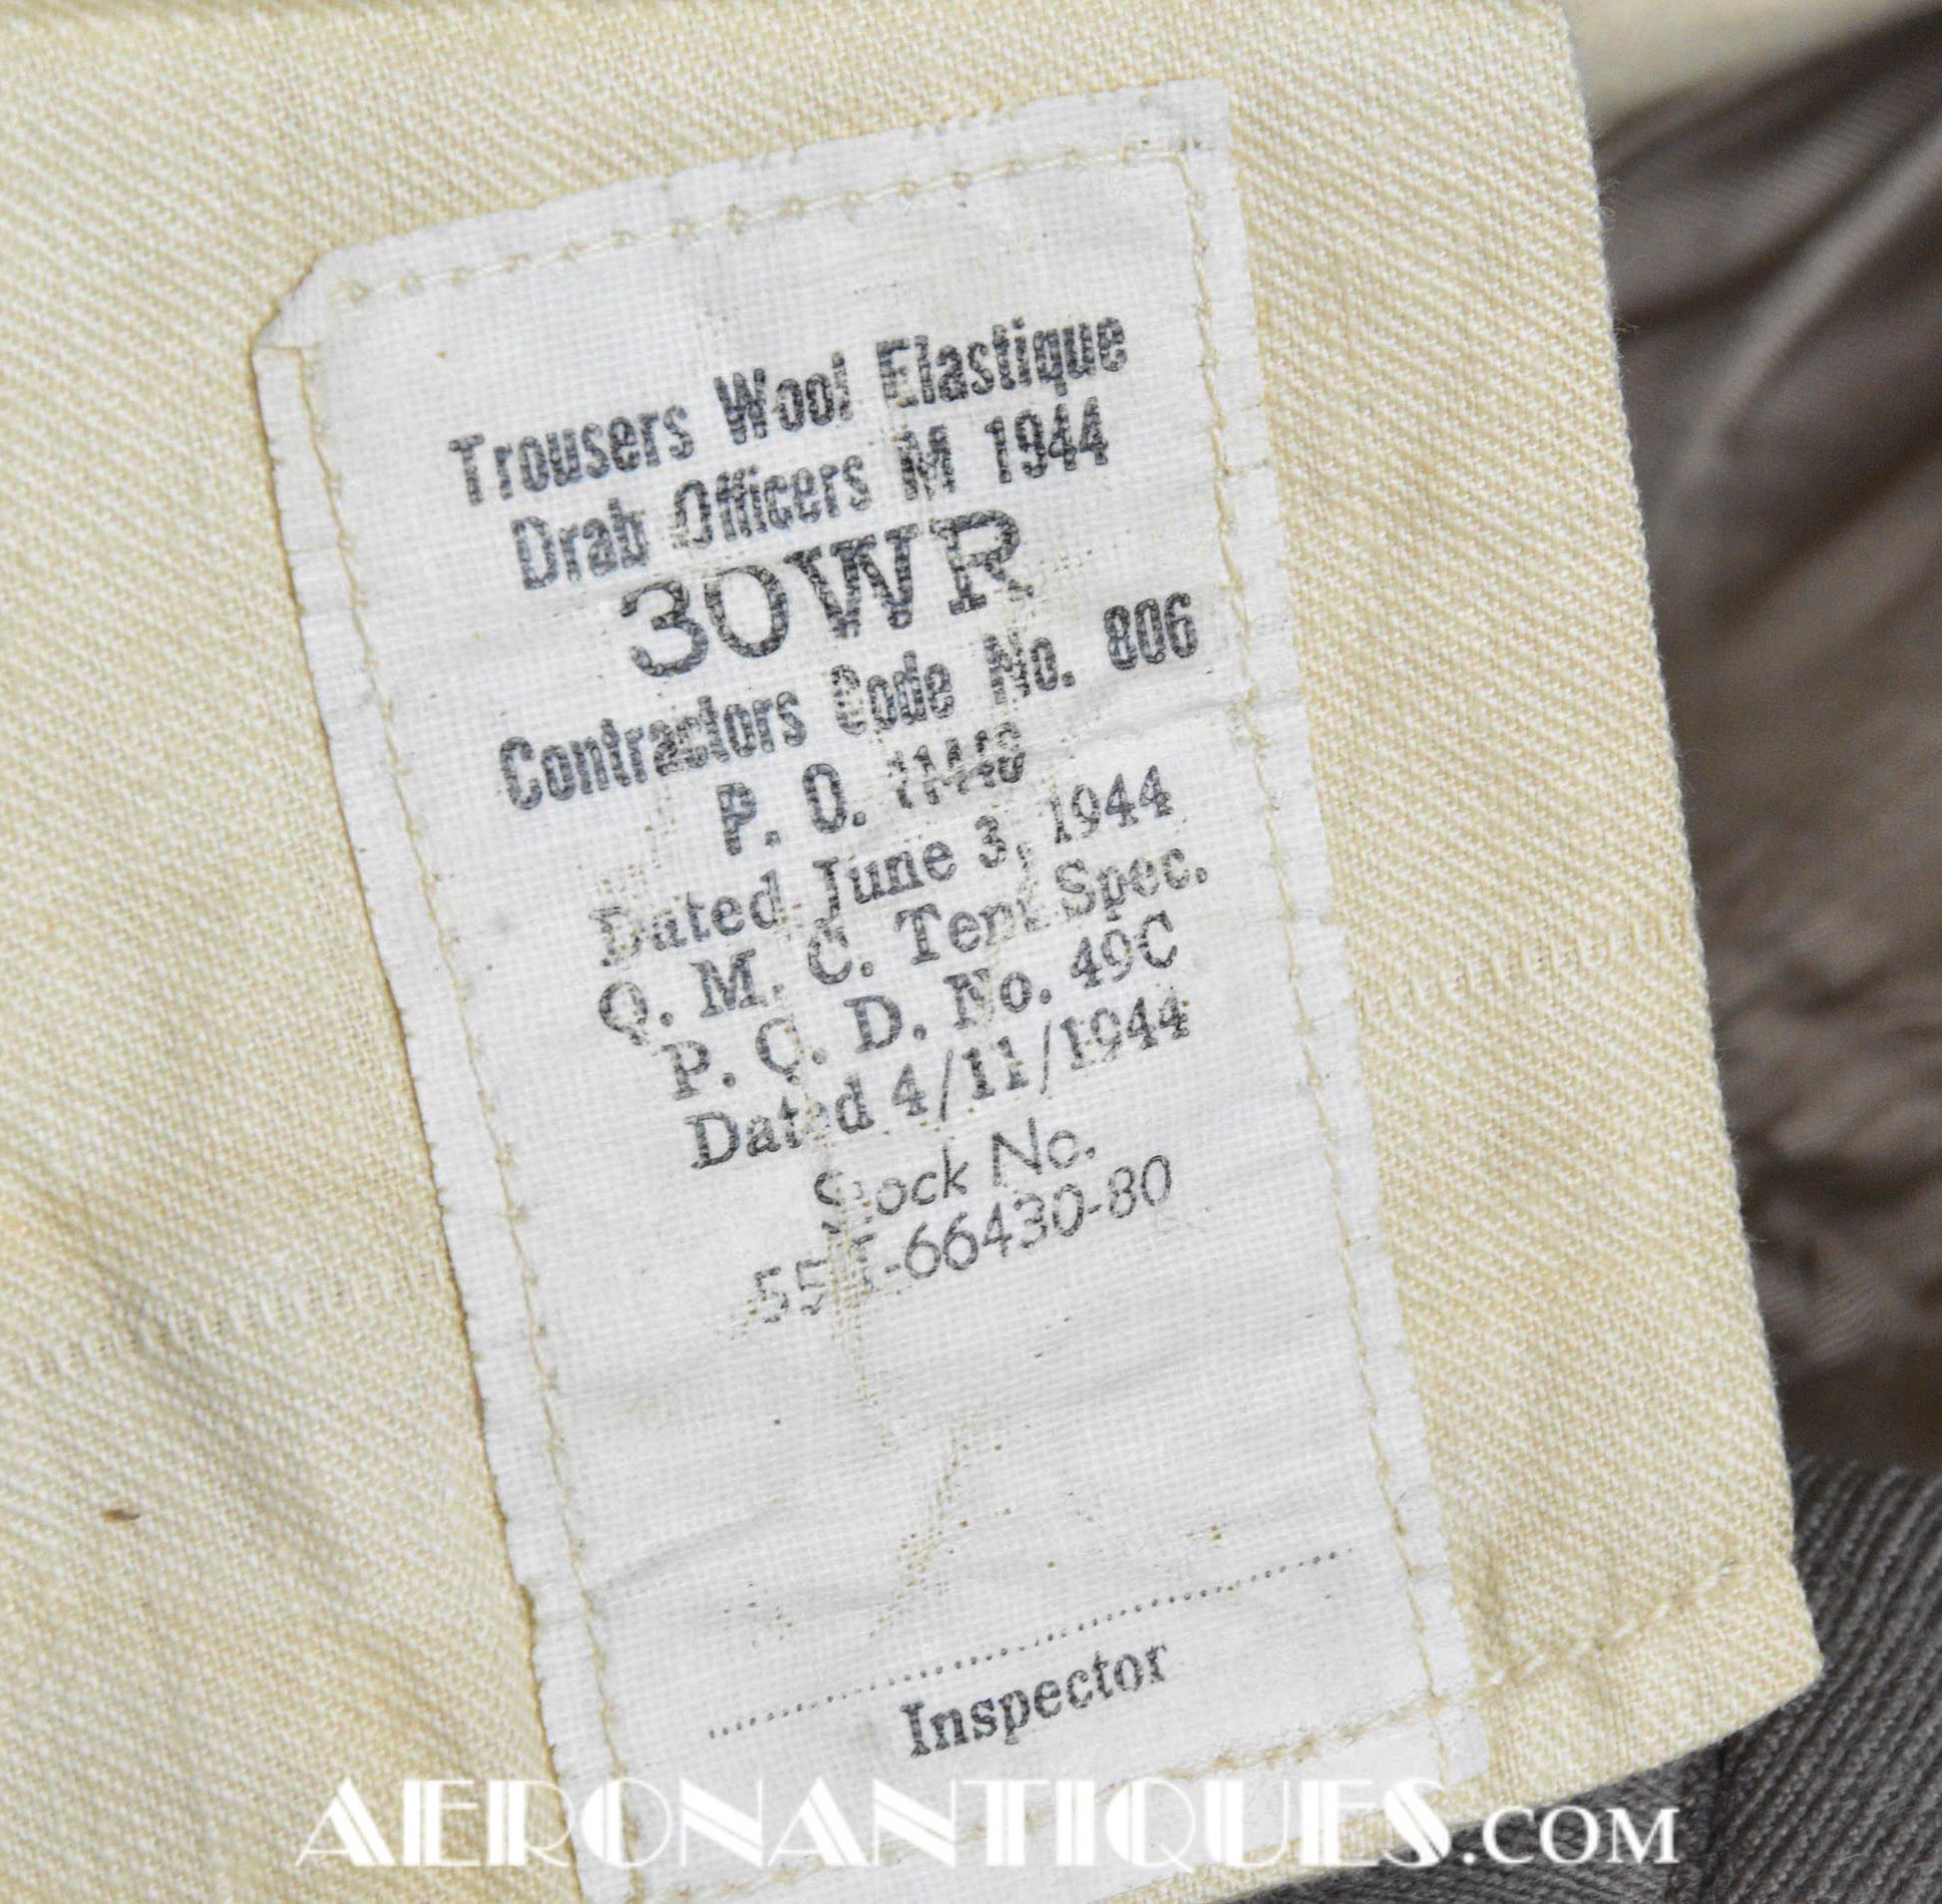 Trousers Wool Elastique
Drab Officers M 1944
30WR
Contractors Code No. 806
P. O.
Dated June 3, 1944
Q. M. C. Tent Spec.
P. Q. D. No. 49C
Dated 4/11/1944
Stock No.
55-T-66430-80
Inspector
AERONANTIQUES.COM